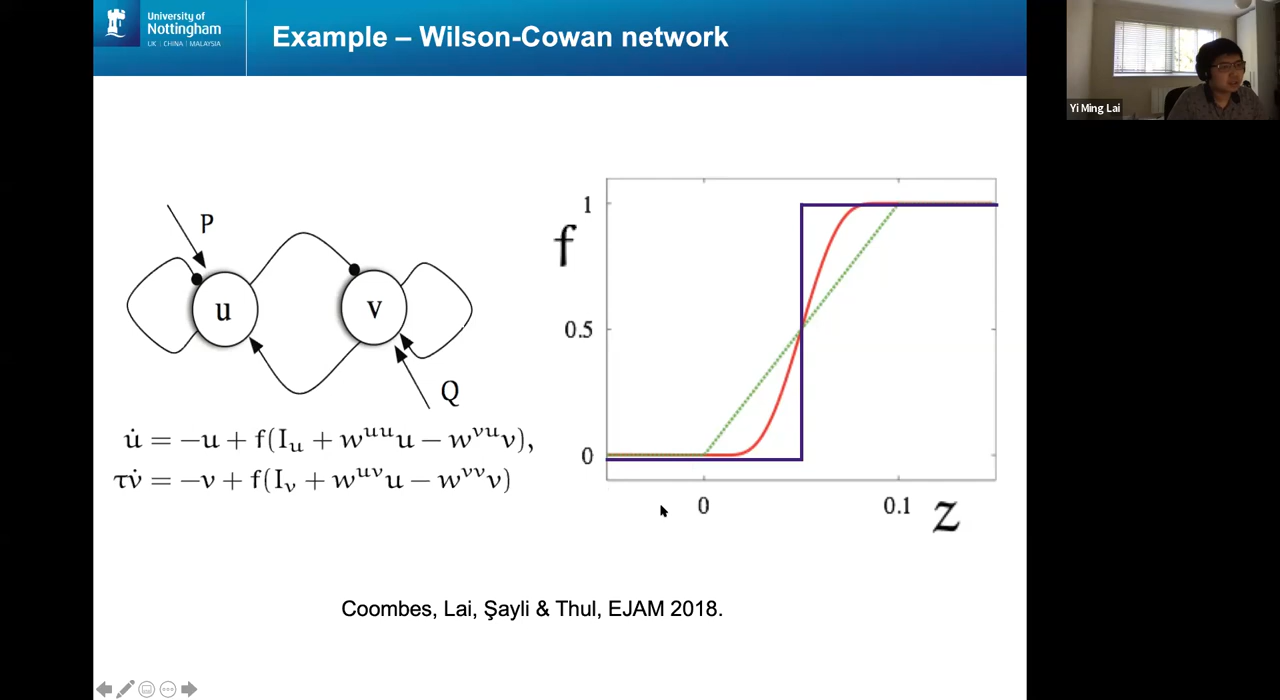 University of
Nottingham
UK | CHINA | MALAYSIA
Example – Wilson-Cowan network
Yi Ming Lai
P
u
v
Q
u̇ = −u + f(I_u + w^{uu}u − w^{vu}v),
τv̇ = −v + f(I_v + w^{uv}u − w^{vv}v)
f
1
0.5
0
0
0.1
z
Coombes, Lai, Şayli & Thul, EJAM 2018.